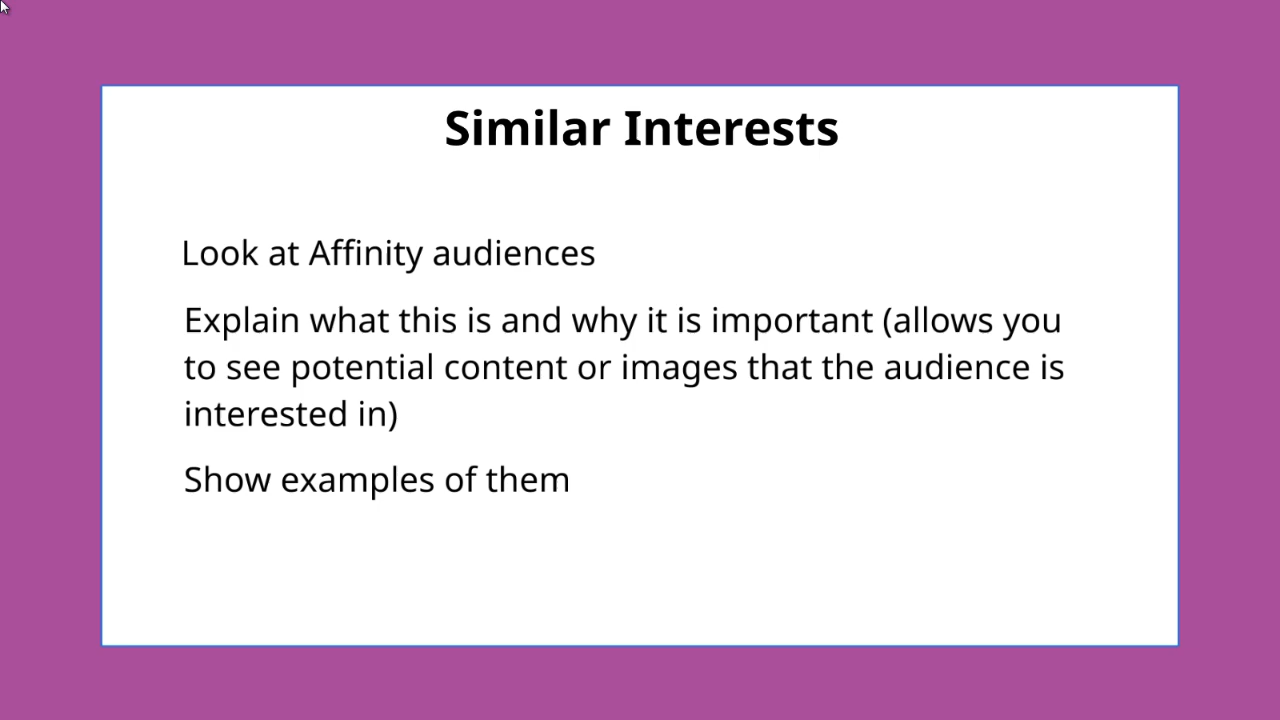 Similar Interests
Look at Affinity audiences
Explain what this is and why it is important (allows you
to see potential content or images that the audience is
interested in)
Show examples of them